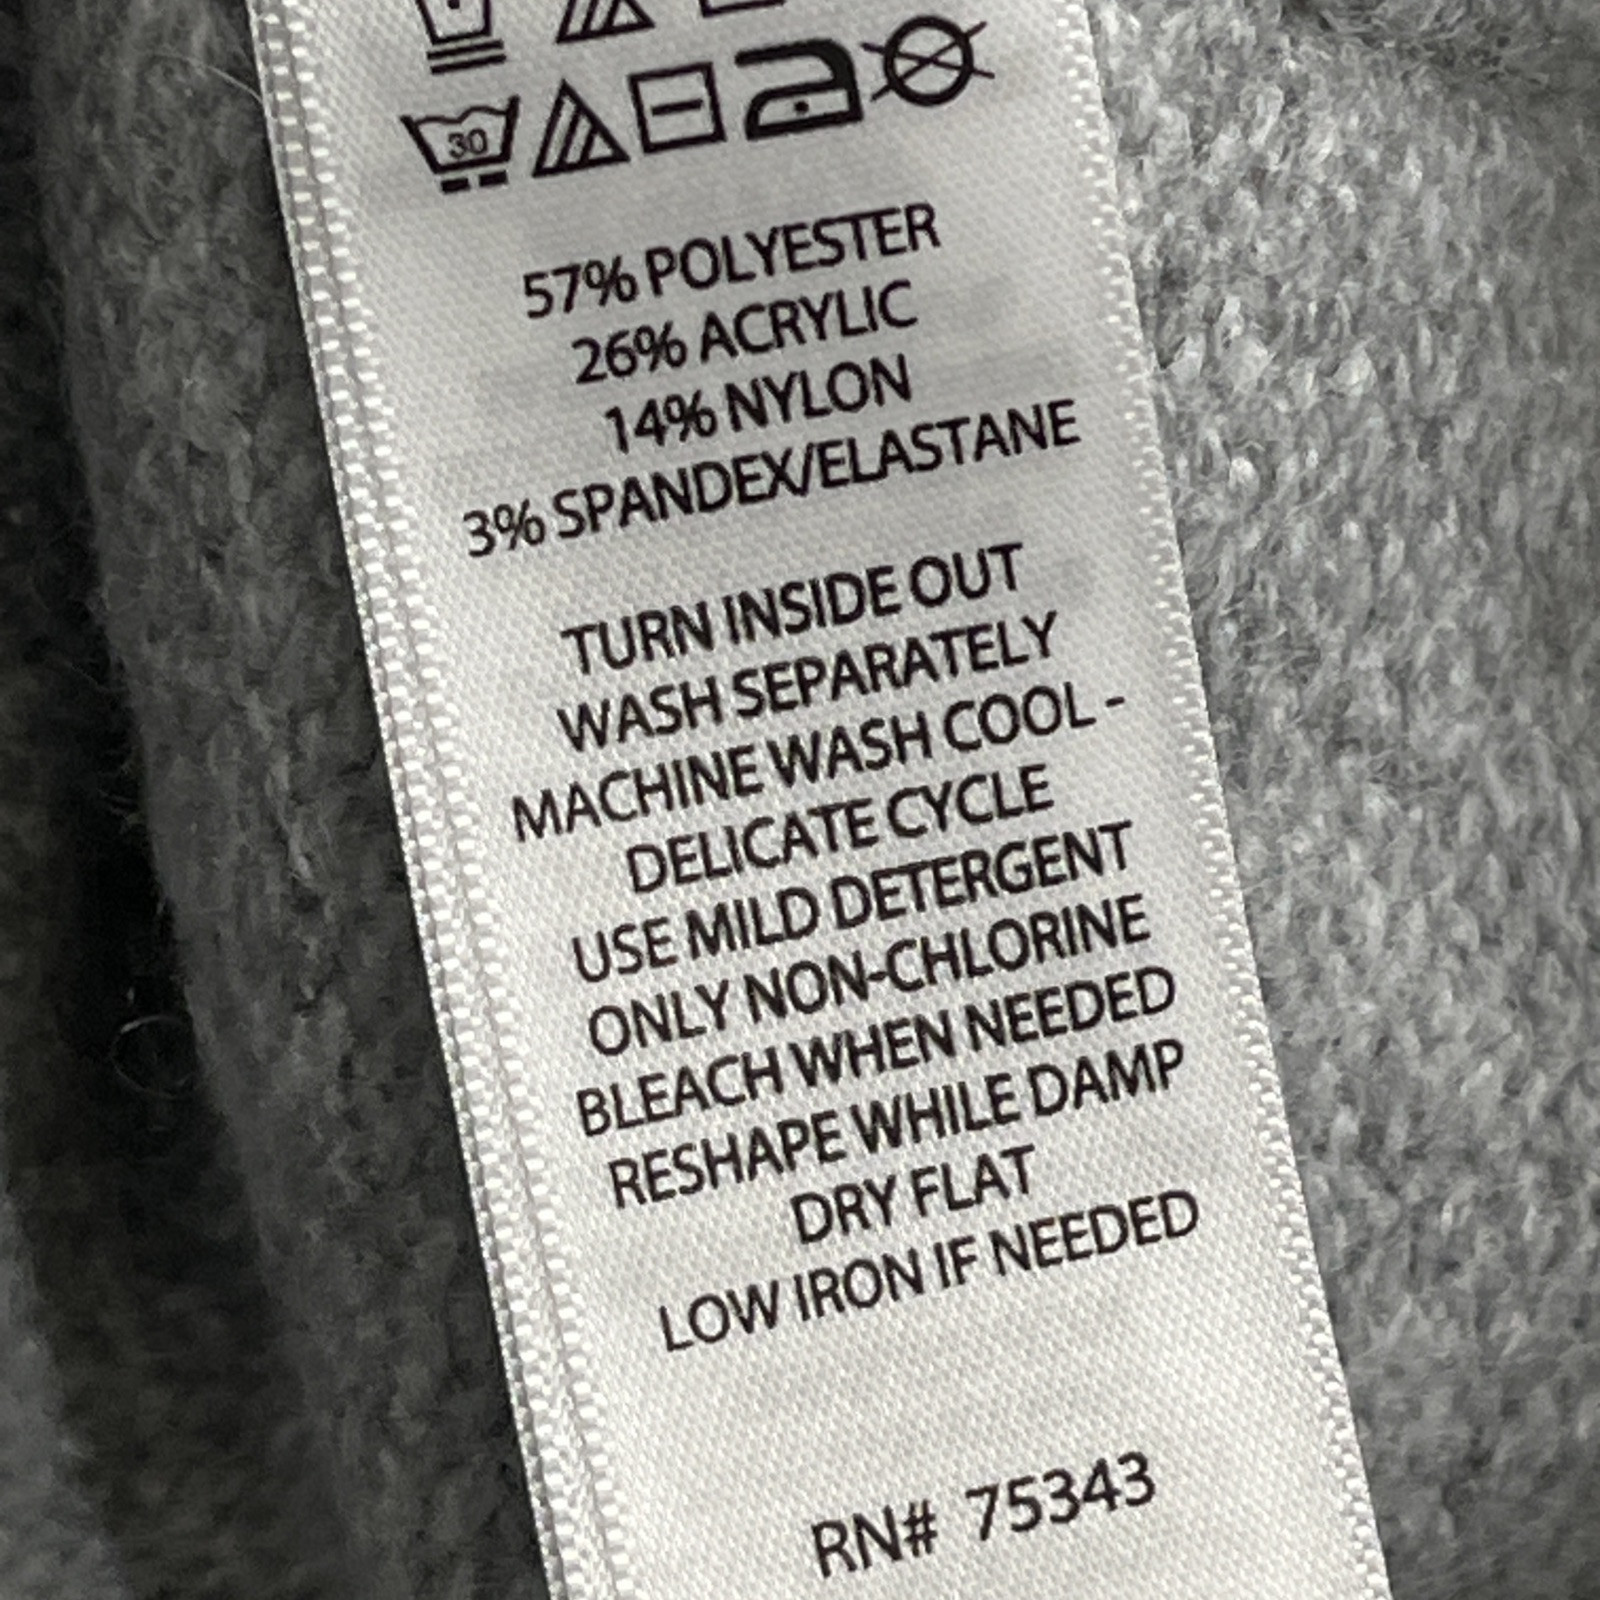 30
57% POLYESTER
26% ACRYLIC
14% NYLON
3% SPANDEX/ELASTANE
TURN INSIDE OUT
WASH SEPARATELY
MACHINE WASH COOL -
DELICATE CYCLE
USE MILD DETERGENT
ONLY NON-CHLORINE
BLEACH WHEN NEEDED
RESHAPE WHILE DAMP
DRY FLAT
LOW IRON IF NEEDED
RN# 75343